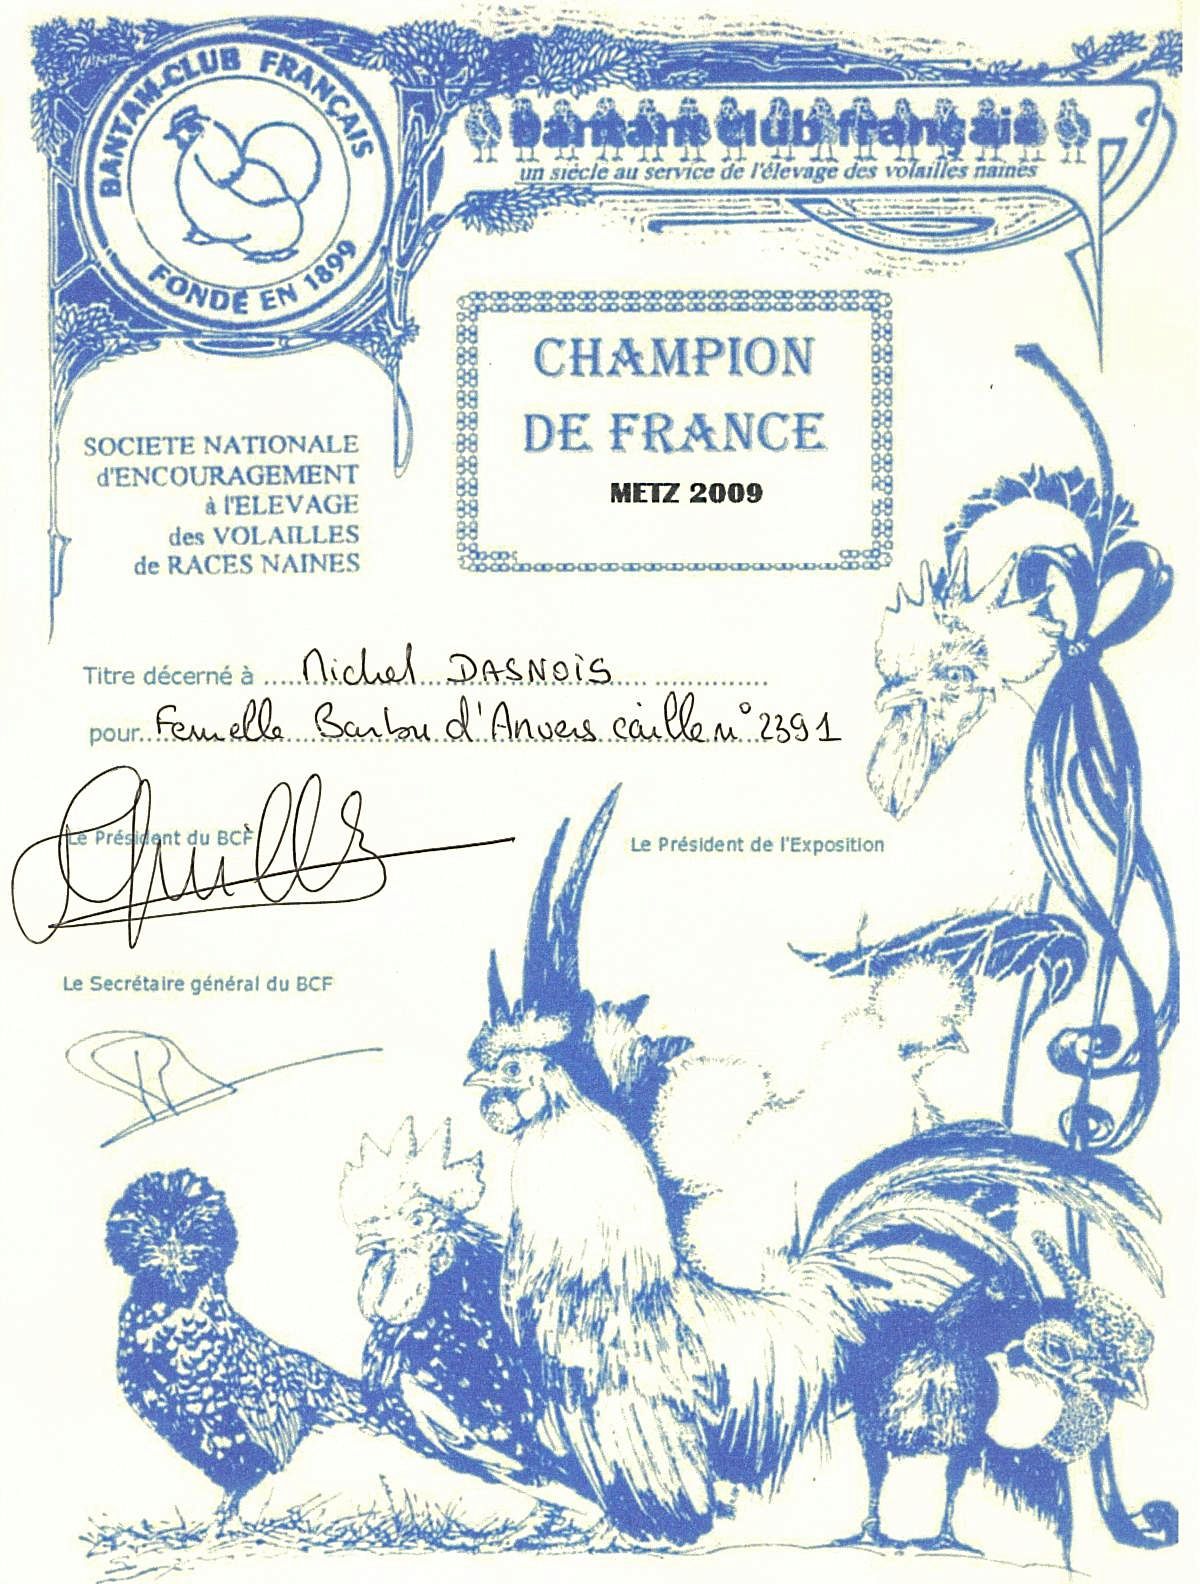 BANTAM-CLUB FRANÇAIS
FONDÉ EN 1899
Bantam Club français
un siècle au service de l'élevage des volailles naines
CHAMPION
DE FRANCE
METZ 2009
SOCIETE NATIONALE
d'ENCOURAGEMENT
à l'ELEVAGE
des VOLAILLES
de RACES NAINES
Titre décerné à ..... Michel DASNOIS ..................
pour... Femelle Barbu d'Anvers caille n° 2391
Le Président du BCF
Le Président de l'Exposition
Le Secrétaire général du BCF